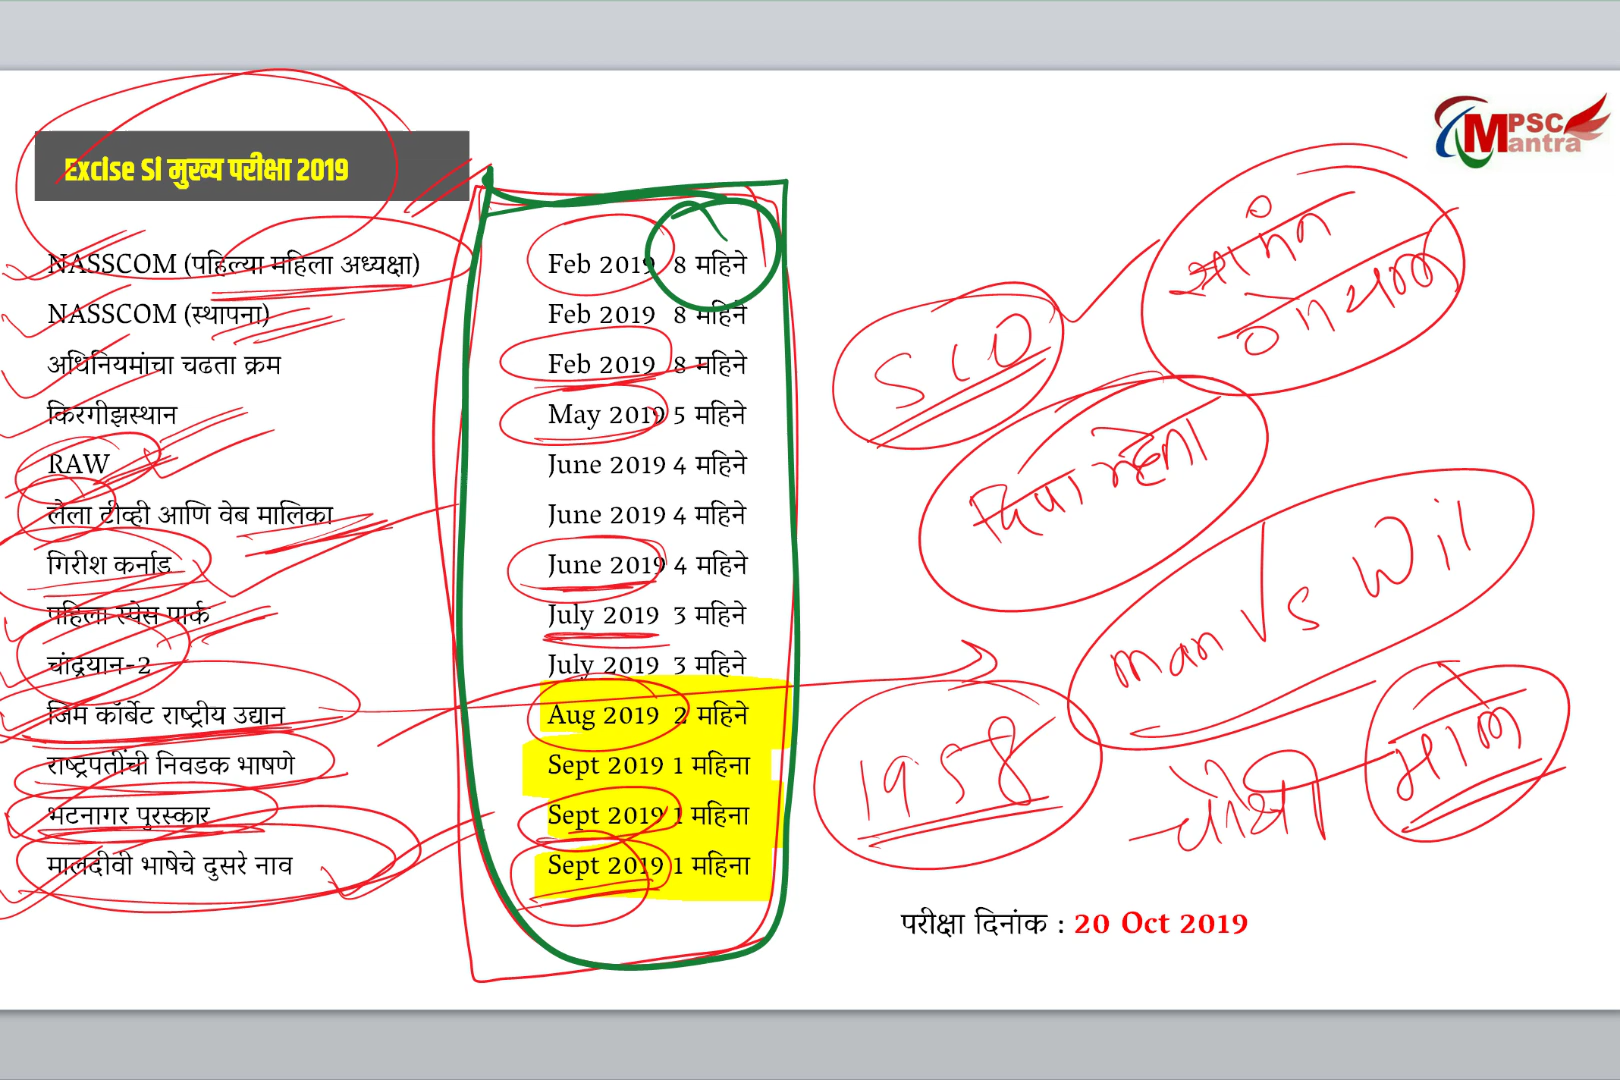 MPSC Mantra
Excise SI मुख्य परीक्षा 2019
NASSCOM (पहिल्या महिला अध्यक्षा) Feb 2019 8 महिने
NASSCOM (स्थापना) Feb 2019 8 महिने
अधिनियमांचा चढता क्रम Feb 2019 8 महिने
किरगीझस्थान May 2019 5 महिने
RAW June 2019 4 महिने
लैला टीव्ही आणि वेब मालिका June 2019 4 महिने
गिरीश कर्नाड June 2019 4 महिने
पहिला स्पेस पार्क July 2019 3 महिने
चांद्रयान-2 July 2019 3 महिने
जिम कॉर्बेट राष्ट्रीय उद्यान Aug 2019 2 महिने
राष्ट्रपतींची निवडक भाषणे Sept 2019 1 महिना
भटनागर पुरस्कार Sept 2019 1 महिना
मालदीवी भाषेचे दुसरे नाव Sept 2019 1 महिना
दिपा मेहता
Man Vs Wil
1958
परीक्षा दिनांक : 20 Oct 2019